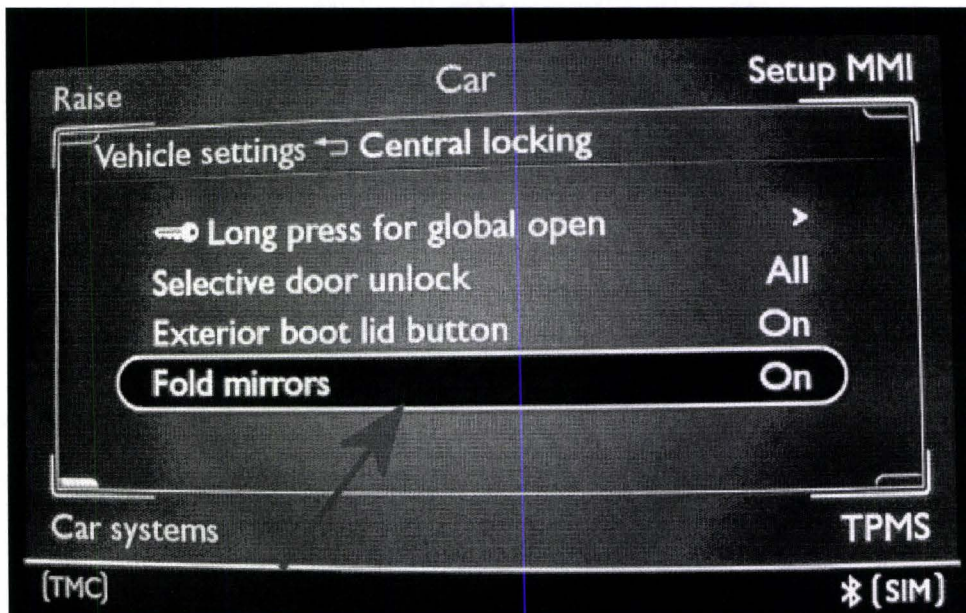 Raise Car Setup MMI
Vehicle settings Central locking
Long press for global open >
Selective door unlock All
Exterior boot lid button On
Fold mirrors On
Car systems TPMS
[TMC] [SIM]